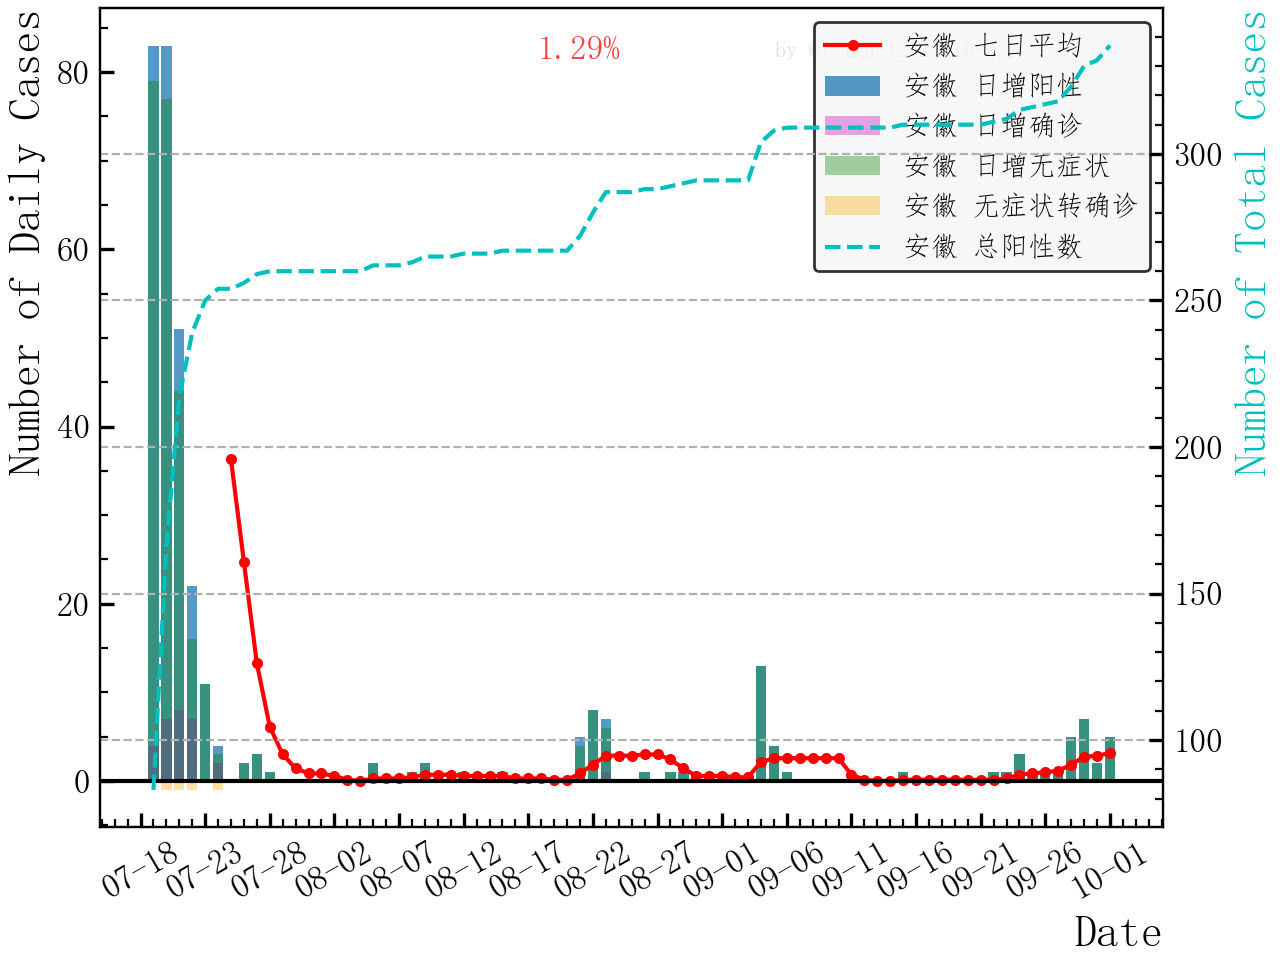 1.29%
安徽 七日平均
安徽 日增阳性
安徽 日增确诊
安徽 日增无症状
安徽 无症状转确诊
安徽 总阳性数
Number of Daily Cases
80
60
40
20
0
Number of Total Cases
300
250
200
150
100
07-18 07-23 07-28 08-02 08-07 08-12 08-17 08-22 08-27 09-01 09-06 09-11 09-16 09-21 09-26 10-01
Date